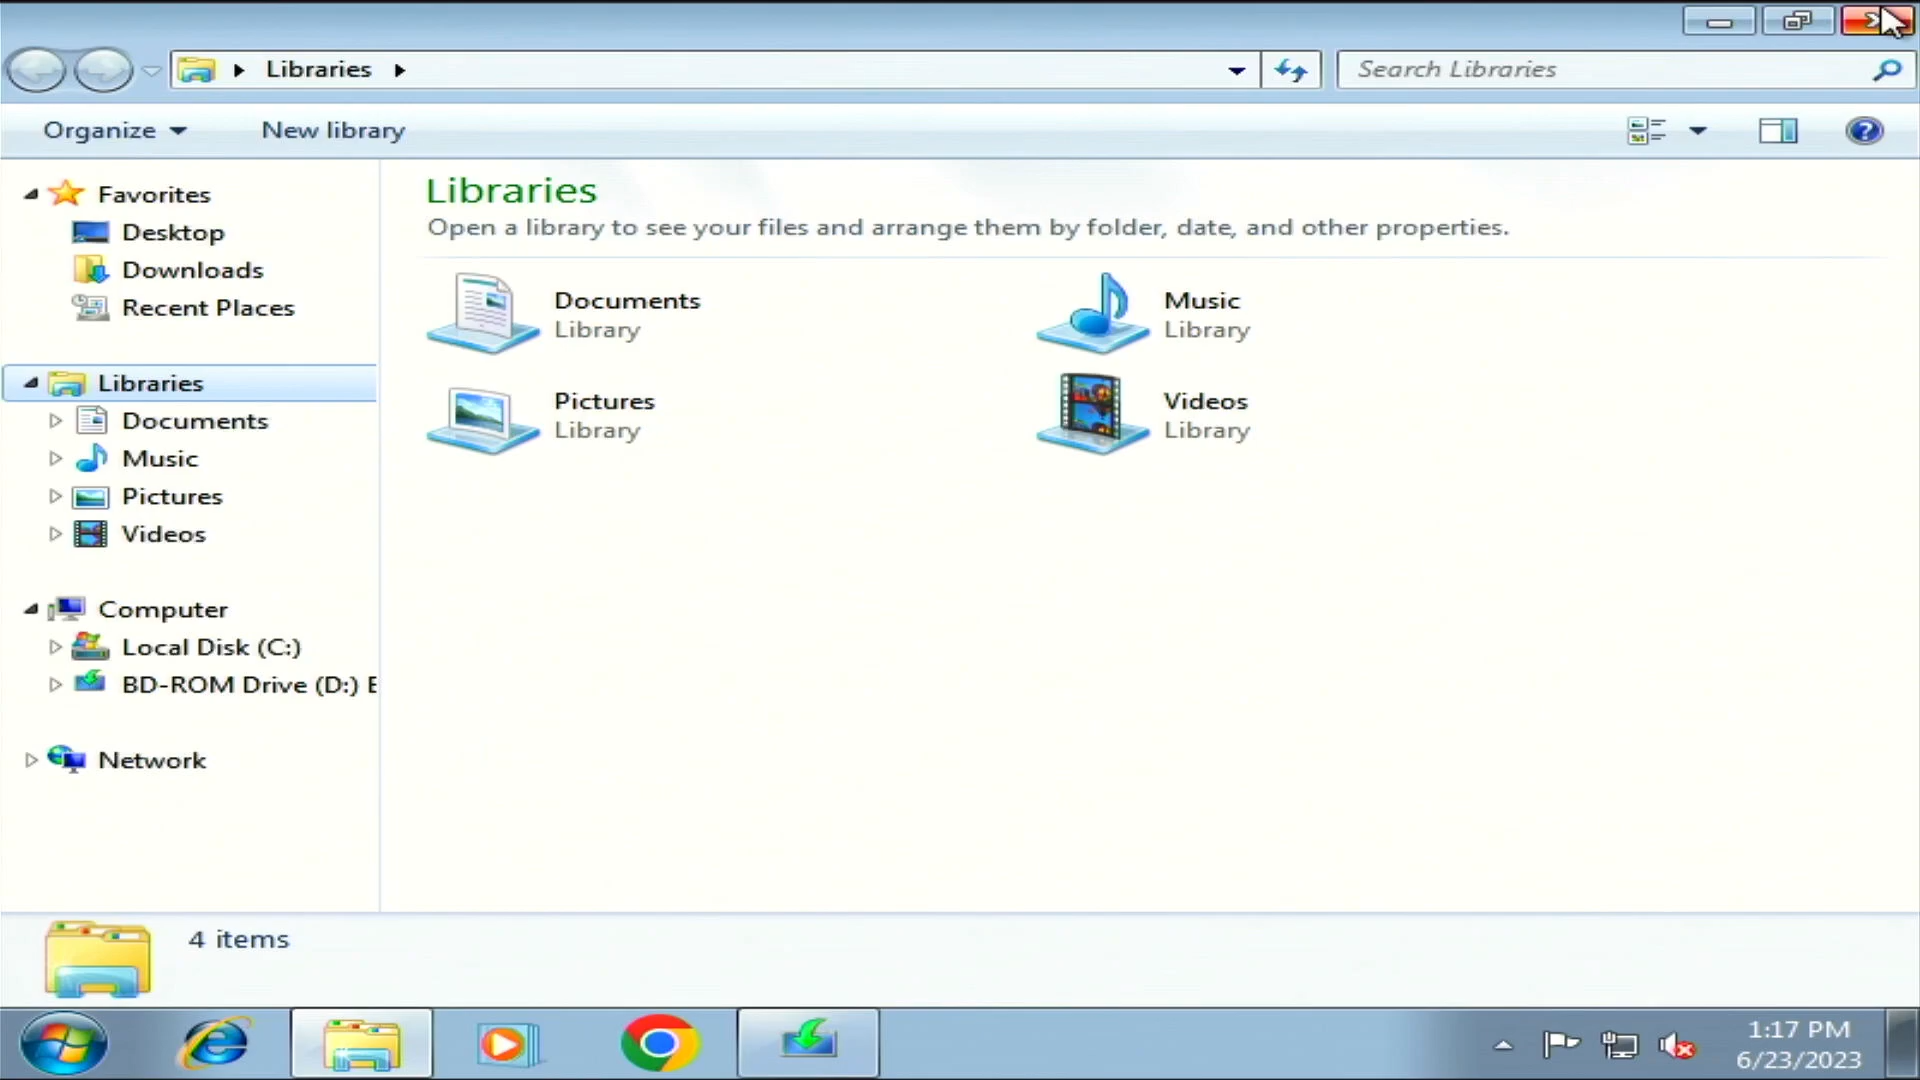 Libraries
Search Libraries
Organize
New library
Favorites
Desktop
Downloads
Recent Places
Libraries
Documents
Music
Pictures
Videos
Computer
Local Disk (C:)
BD-ROM Drive (D:) E
Network
Libraries
Open a library to see your files and arrange them by folder, date, and other properties.
Documents
Library
Music
Library
Pictures
Library
Videos
Library
4 items
1:17 PM
6/23/2023